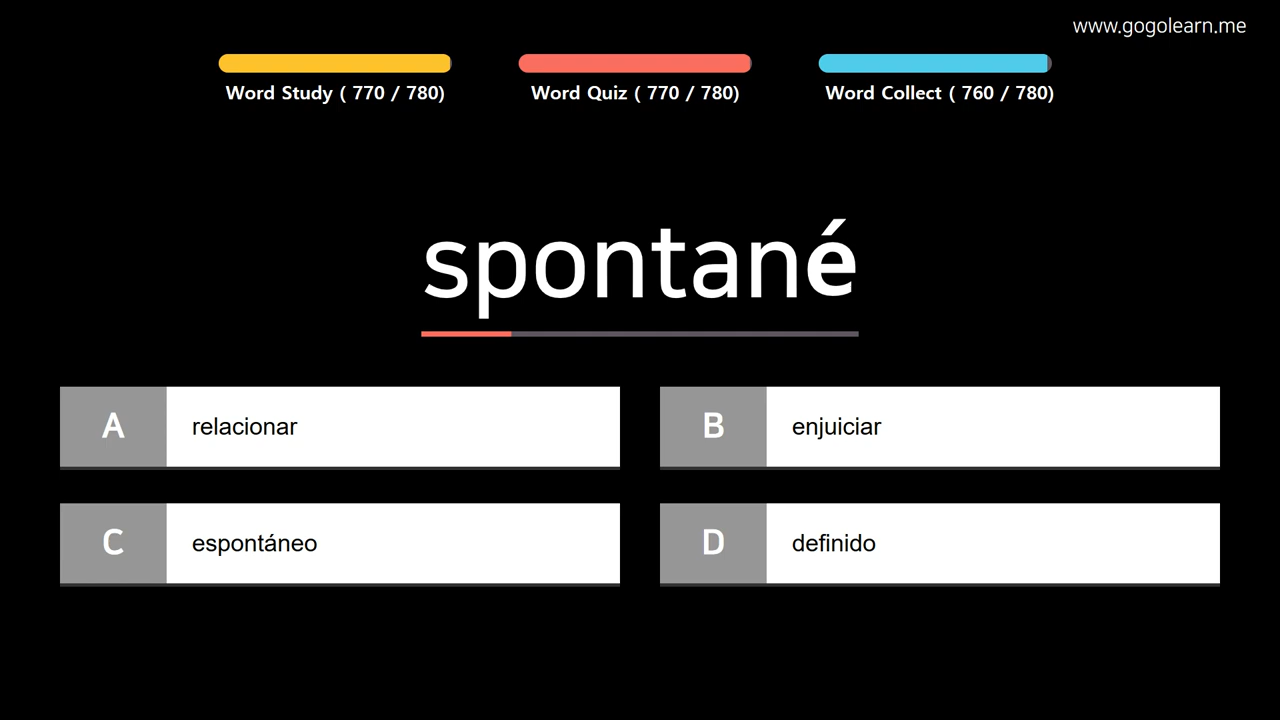 www.gogolearn.me
Word Study ( 770 / 780)
Word Quiz ( 770 / 780)
Word Collect ( 760 / 780)
spontané
A relacionar
B enjuiciar
C espontáneo
D definido